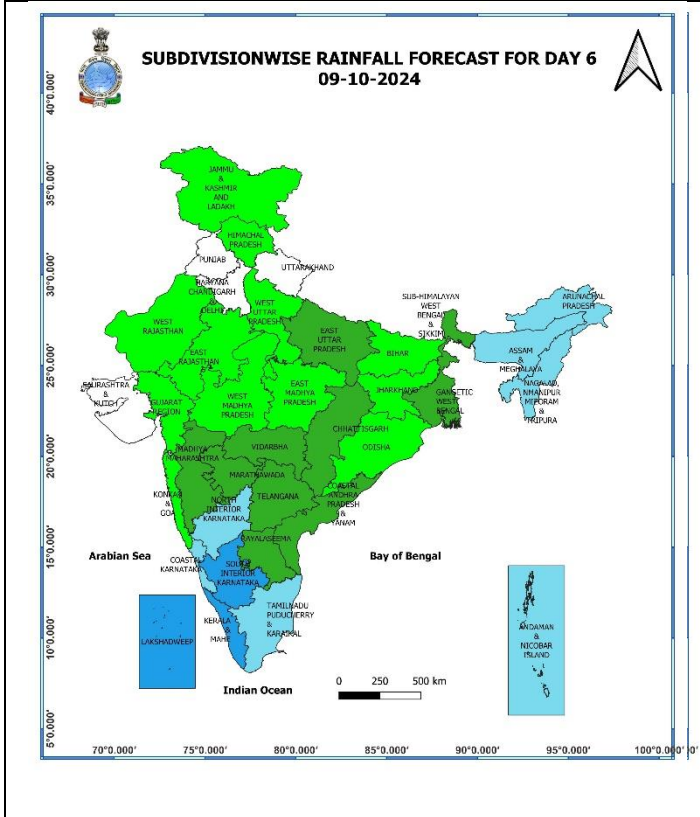 SUBDIVISIONWISE RAINFALL FORECAST FOR DAY 6
09-10-2024
40°0.000'
35°0.000'
30°0.000'
25°0.000'
20°0.000'
15°0.000'
10°0.000'
5°0.000'
JAMMU
&
KASHMIR
AND
LADAKH
HIMACHAL
PRADESH
PUNJAB
UTTARAKHAND
HARYANA
CHANDIGARH
&
DELHI
WEST
UTTAR
PRADESH
WEST
RAJASTHAN
EAST
RAJASTHAN
EAST
UTTAR
PRADESH
SUB-HIMALAYAN
WEST
BENGAL
&
SIKKIM
ARUNACHAL
PRADESH
ASSAM
&
MEGHALAYA
NAGALAD,
NMANIPUR
MIZORAM
&
TRIPURA
BIHAR
JHARKHAND
GANGETIC
WEST
BENGAL
SAURASHTRA
&
KUTCH
GUJARAT
REGION
WEST
MADHYA
PRADESH
EAST
MADHYA
PRADESH
CHHATTISGARH
ODISHA
MADHYA
MAHARASHTRA
VIDARBHA
MARATHAWADA
TELANGANA
KONKAN
&
GOA
NORTH
INTERIOR
KARNATAKA
COASTAL
ANDHRA
PRADESH
&
YANAM
RAYALASEEMA
COASTAL
KARNATAKA
SOUTH
INTERIOR
KARNATAKA
KERALA
&
MAHE
TAMILNADU
PUDUCHERRY
&
KARAIKAL
LAKSHADWEEP
ANDAMAN
&
NICOBAR
ISLAND
Arabian Sea
Bay of Bengal
Indian Ocean
0 250 500 km
70°0.000' 75°0.000' 80°0.000' 85°0.000' 90°0.000' 95°0.000' 100°0.000'